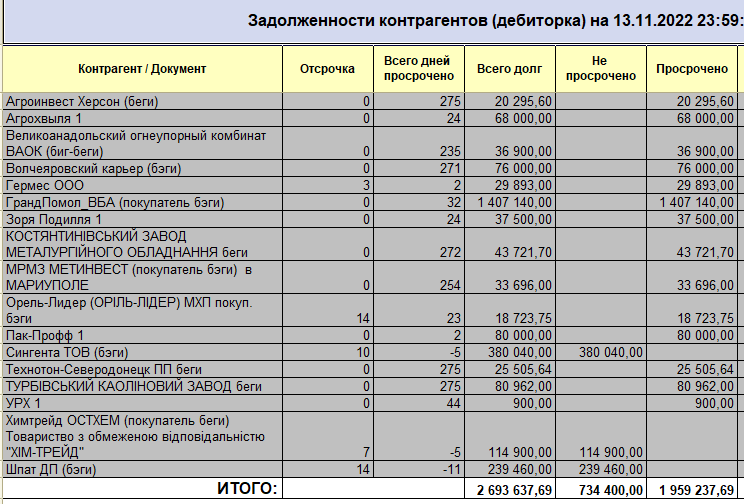 Задолженности контрагентов (дебиторка) на 13.11.2022 23:59:
Контрагент / Документ Отсрочка Всего дней просрочено Всего долг Не просрочено Просрочено
Агроинвест Херсон (беги) 0 275 20 295,60 20 295,60
Агрохвыля 1 0 24 68 000,00 68 000,00
Великоанадольский огнеупорный комбинат
ВАОК (биг-беги) 0 235 36 900,00 36 900,00
Волчеяровский карьер (бэги) 0 271 76 000,00 76 000,00
Гермес ООО 3 2 29 893,00 29 893,00
ГрандПомол_ВБА (покупатель бэги) 0 32 1 407 140,00 1 407 140,00
Зоря Подилля 1 0 24 37 500,00 37 500,00
КОСТЯНТИНІВСЬКИЙ ЗАВОД
МЕТАЛУРГІЙНОГО ОБЛАДНАННЯ беги 0 272 43 721,70 43 721,70
МРМЗ МЕТИНВЕСТ (покупатель бэги) в
МАРИУПОЛЕ 0 254 33 696,00 33 696,00
Орель-Лидер (ОРІЛЬ-ЛІДЕР) МХП покуп.
бэги 14 23 18 723,75 18 723,75
Пак-Профф 1 0 2 80 000,00 80 000,00
Сингента ТОВ (бэги) 10 -5 380 040,00 380 040,00
Технотон-Северодонецк ПП беги 0 275 25 505,64 25 505,64
ТУРБІВСЬКИЙ КАОЛІНОВИЙ ЗАВОД беги 0 275 80 962,00 80 962,00
УРХ 1 0 44 900,00 900,00
Химтрейд ОСТХЕМ (покупатель беги)
Товариство з обмеженою відповідальністю
"ХІМ-ТРЕЙД" 7 -5 114 900,00 114 900,00
Шпат ДП (бэги) 14 -11 239 460,00 239 460,00
ИТОГО: 2 693 637,69 734 400,00 1 959 237,69